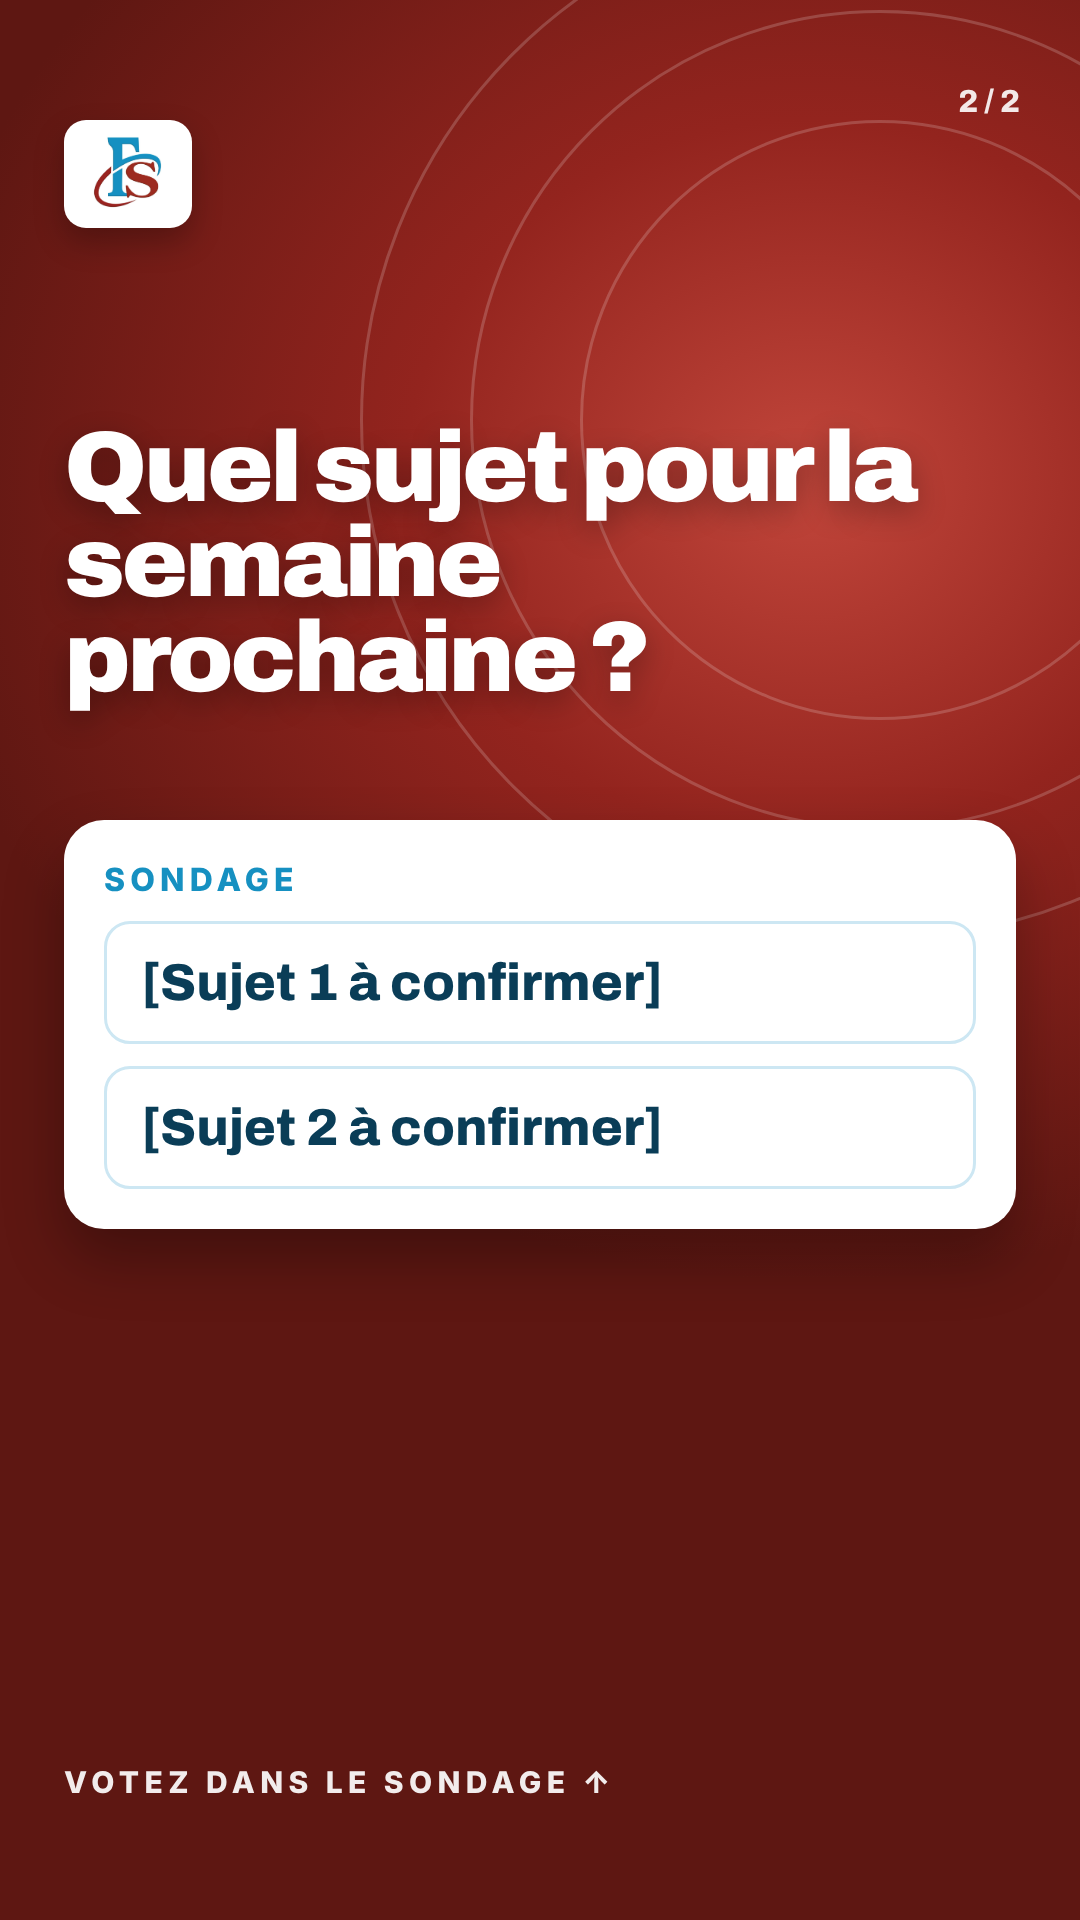 2/2
FS
Quel sujet pour la
semaine
prochaine ?
SONDAGE
[Sujet 1 à confirmer]
[Sujet 2 à confirmer]
VOTEZ DANS LE SONDAGE ↑